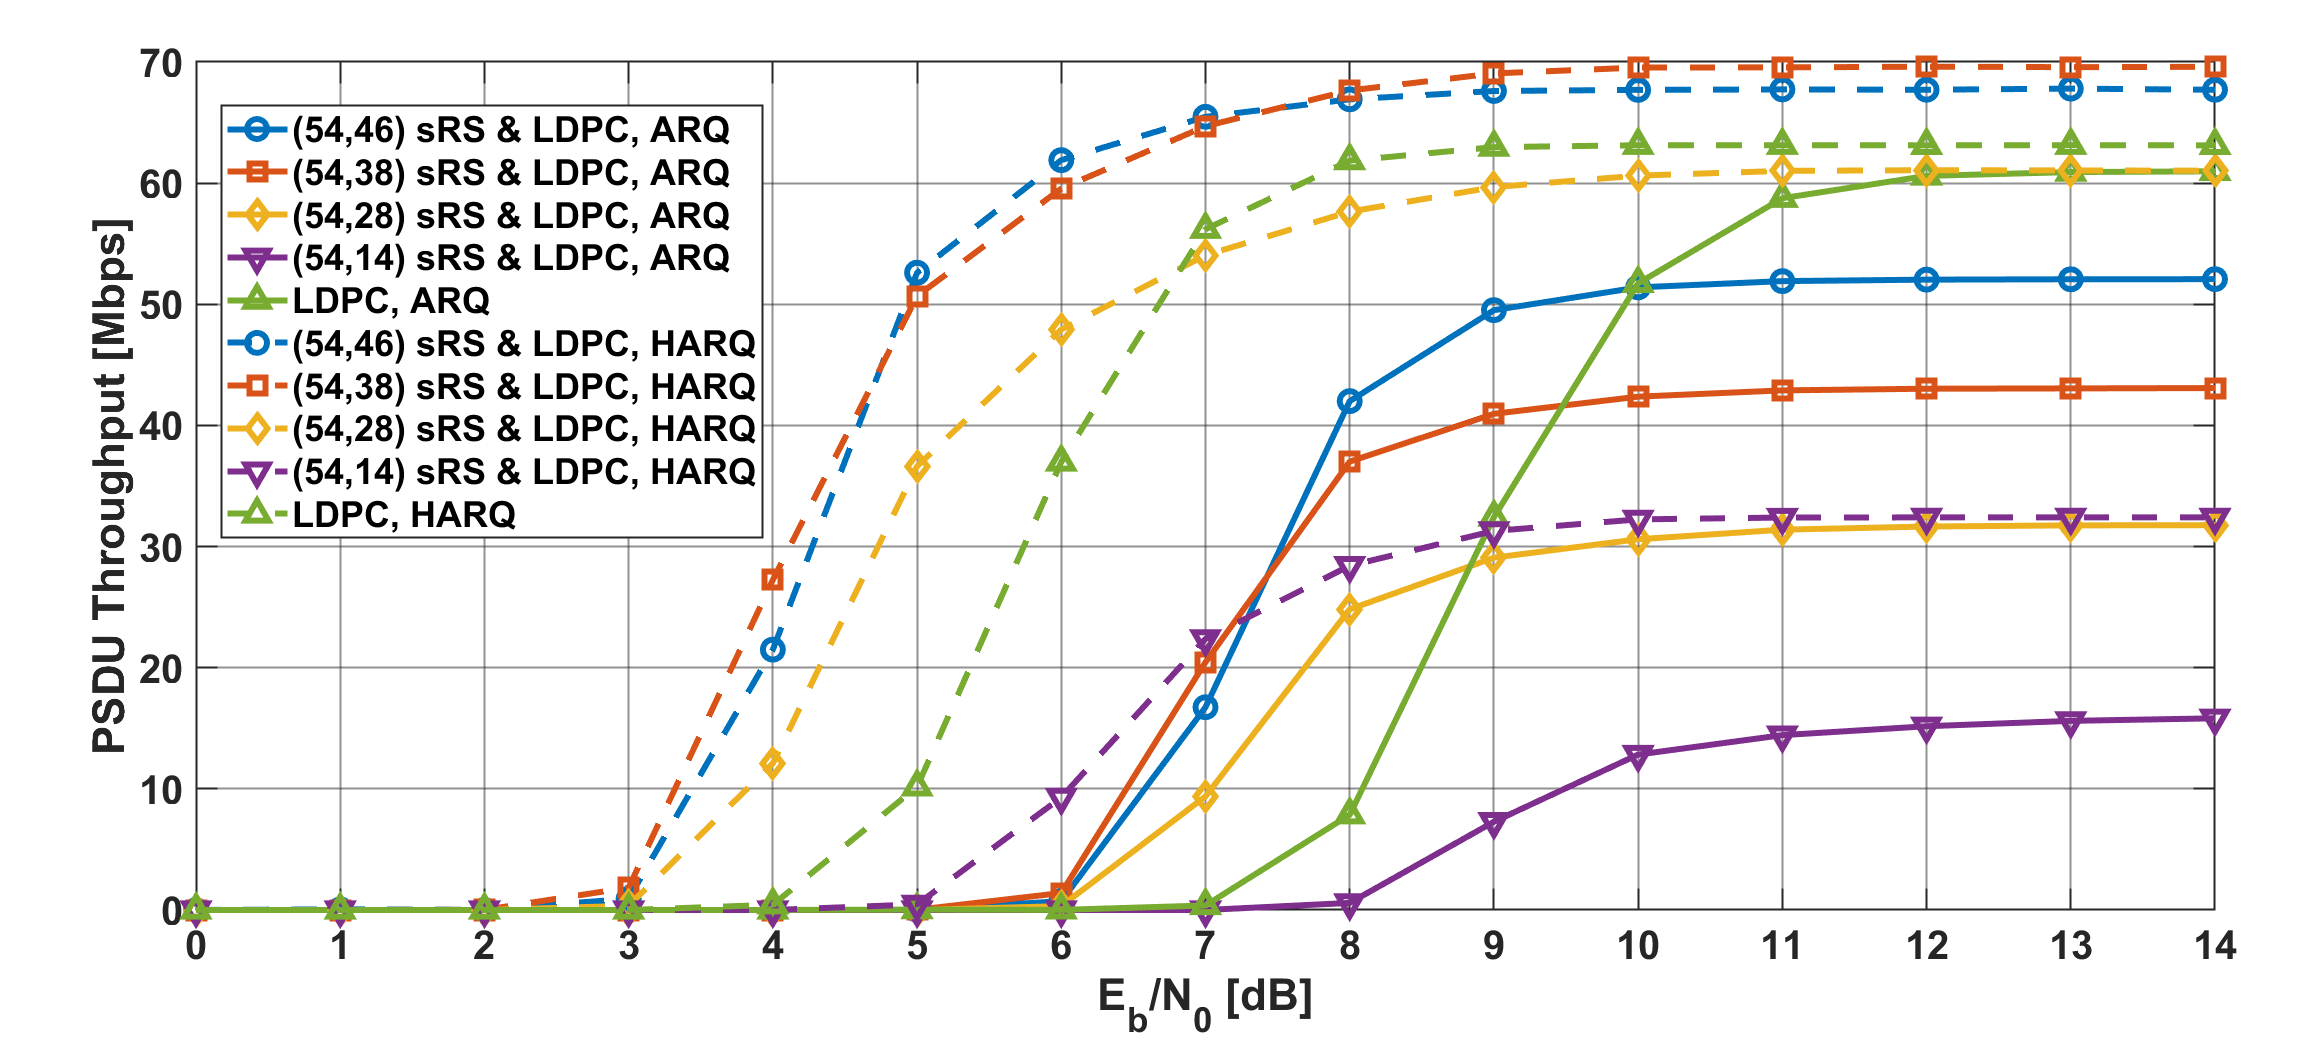 PSDU Throughput [Mbps]
70
60
50
40
30
20
10
0
(54,46) sRS & LDPC, ARQ
(54,38) sRS & LDPC, ARQ
(54,28) sRS & LDPC, ARQ
(54,14) sRS & LDPC, ARQ
LDPC, ARQ
(54,46) sRS & LDPC, HARQ
(54,38) sRS & LDPC, HARQ
(54,28) sRS & LDPC, HARQ
(54,14) sRS & LDPC, HARQ
LDPC, HARQ
0 1 2 3 4 5 6 7 8 9 10 11 12 13 14
E_b/N_0 [dB]